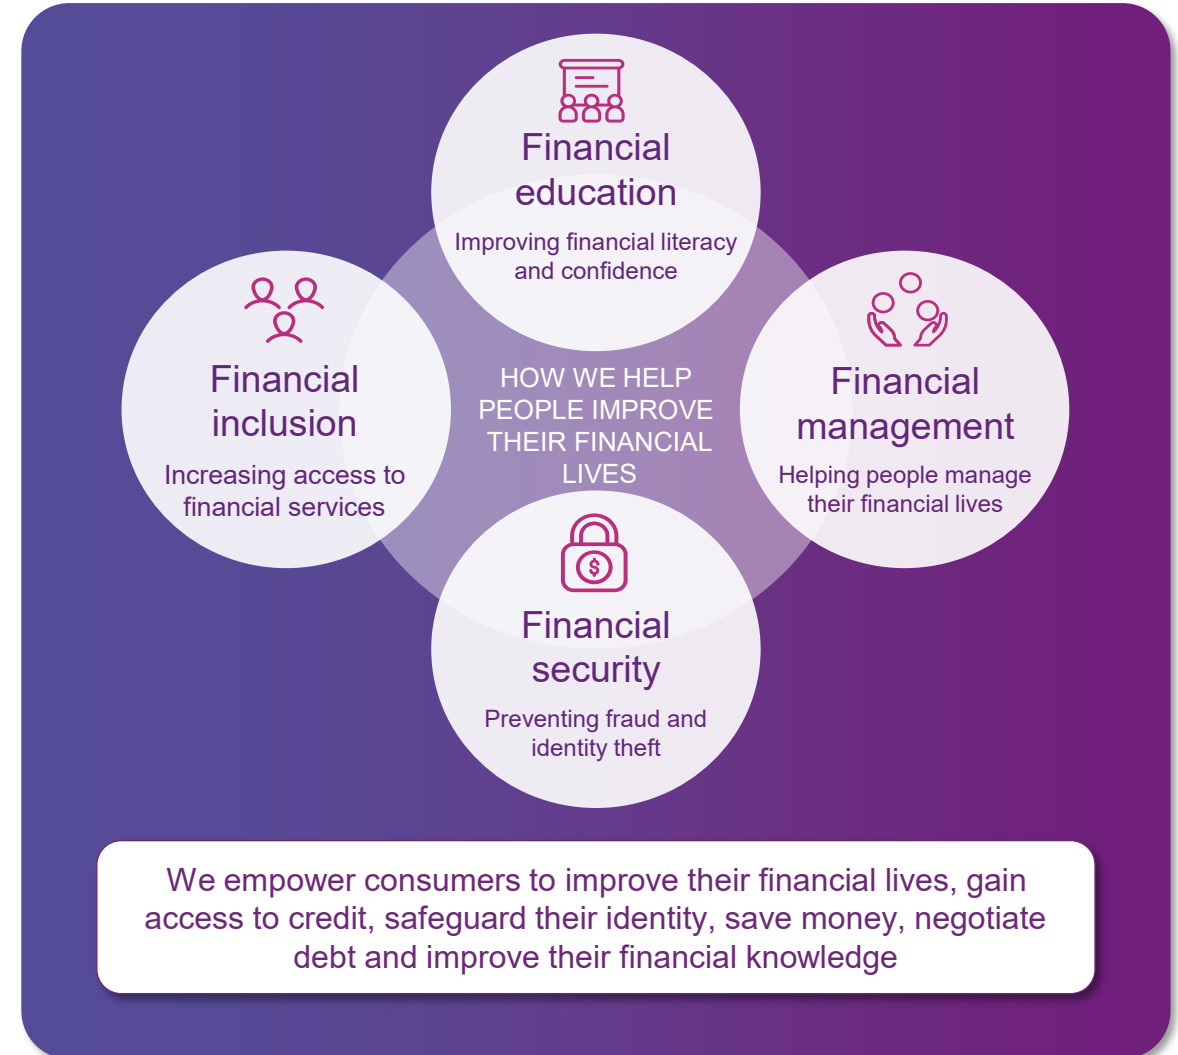 Financial
education
Improving financial literacy
and confidence
Financial
inclusion
Increasing access to
financial services
HOW WE HELP
PEOPLE IMPROVE
THEIR FINANCIAL
LIVES
Financial
management
Helping people manage
their financial lives
$
Financial
security
Preventing fraud and
identity theft
We empower consumers to improve their financial lives, gain
access to credit, safeguard their identity, save money, negotiate
debt and improve their financial knowledge